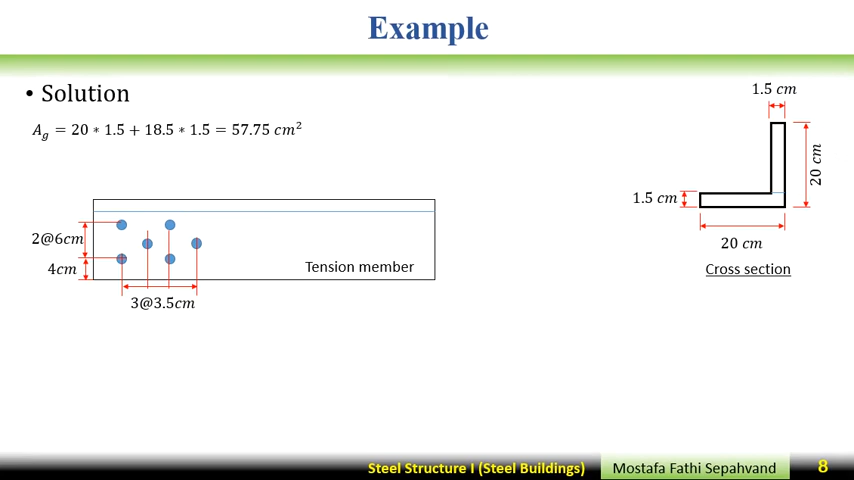 Example
• Solution
1.5 cm
A_g = 20 * 1.5 + 18.5 * 1.5 = 57.75 cm²
20 cm
1.5 cm
2@6cm
20 cm
4cm
Tension member
Cross section
3@3.5cm
Steel Structure I (Steel Buildings)
Mostafa Fathi Sepahvand
8